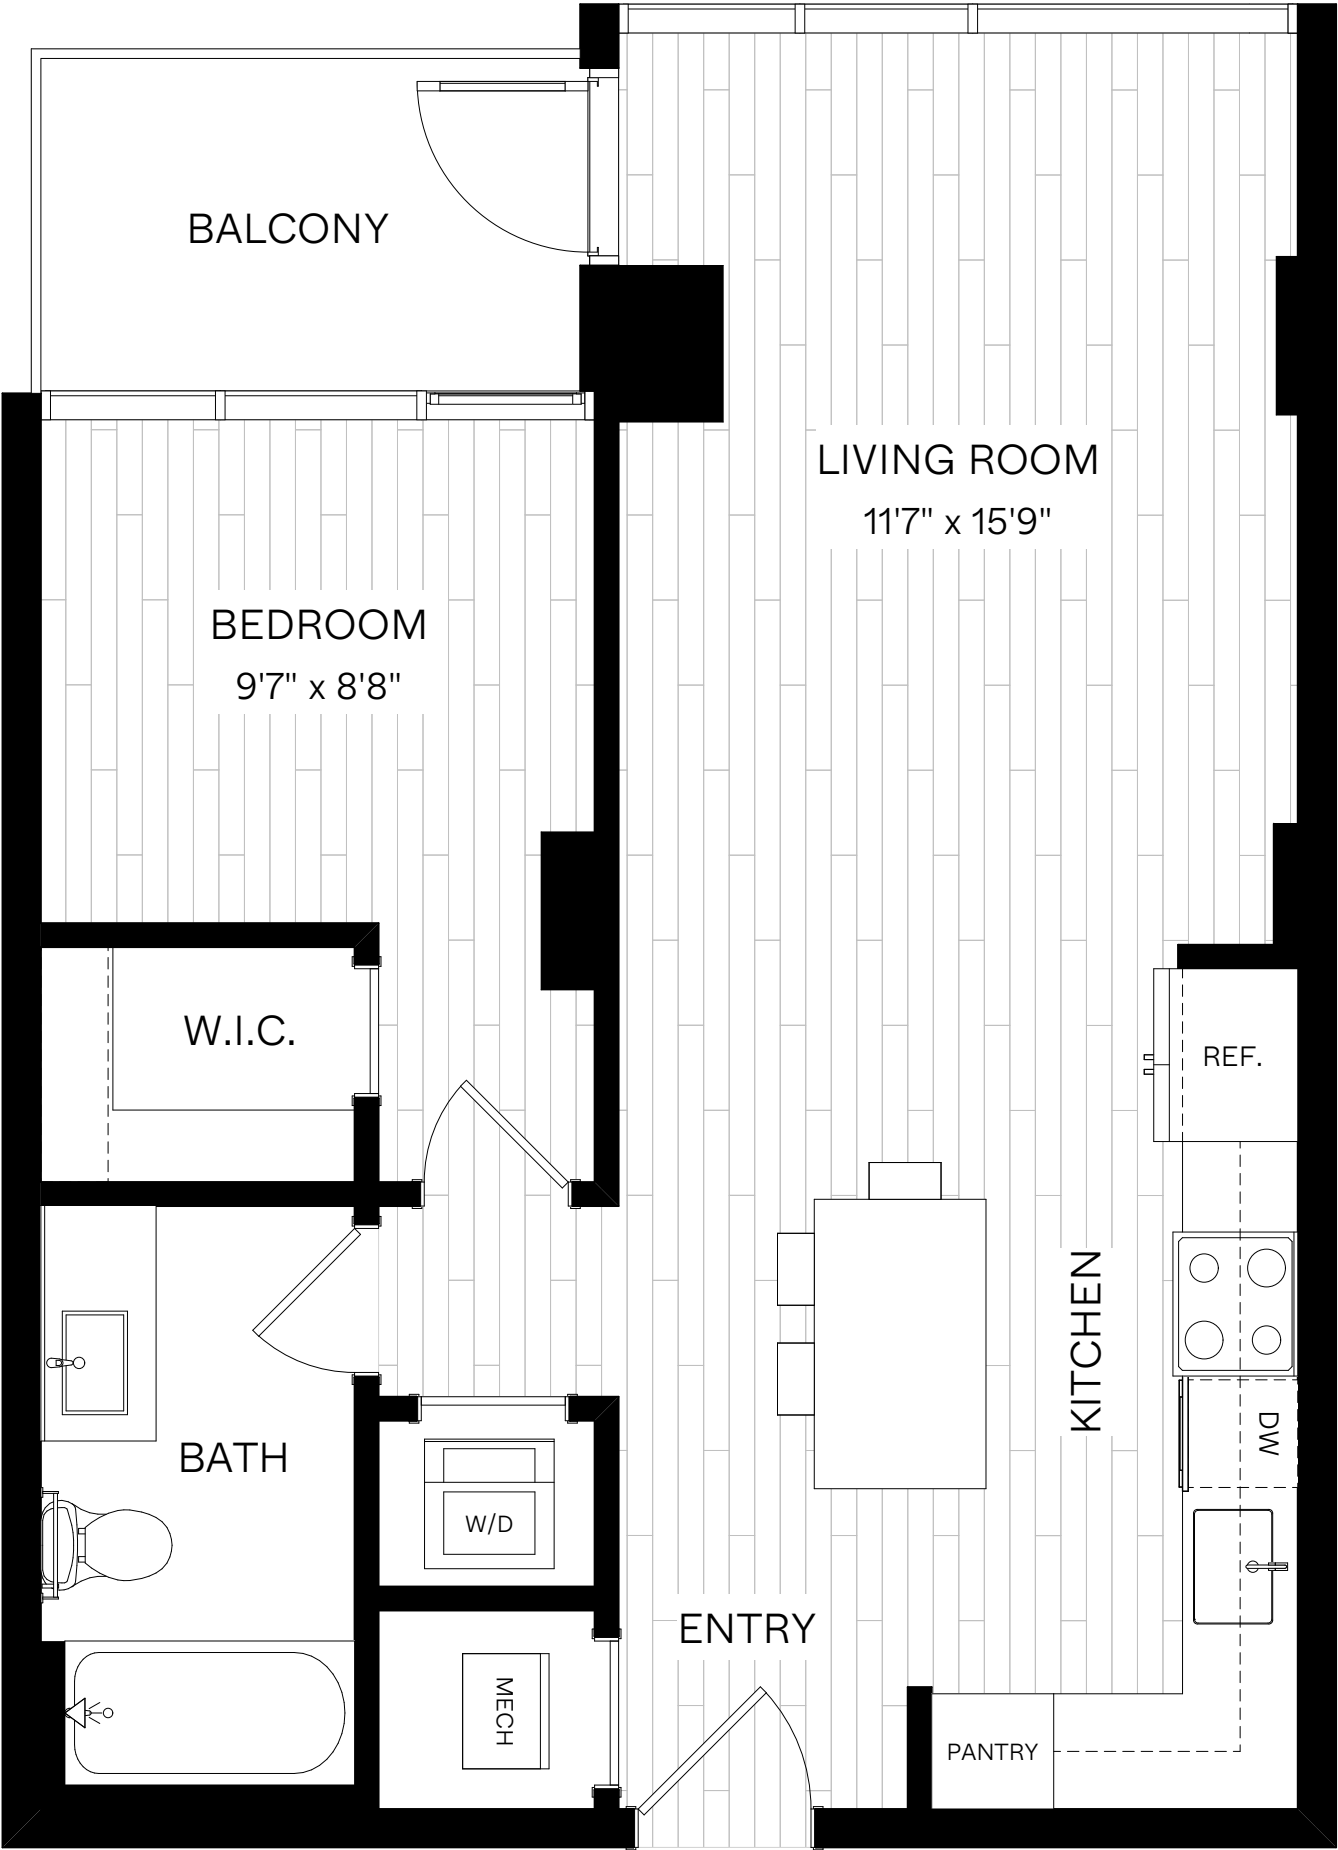 BALCONY
LIVING ROOM
11'7" x 15'9"
BEDROOM
9'7" x 8'8"
W.I.C.
REF.
KITCHEN
DW
BATH
W/D
ENTRY
MECH
PANTRY